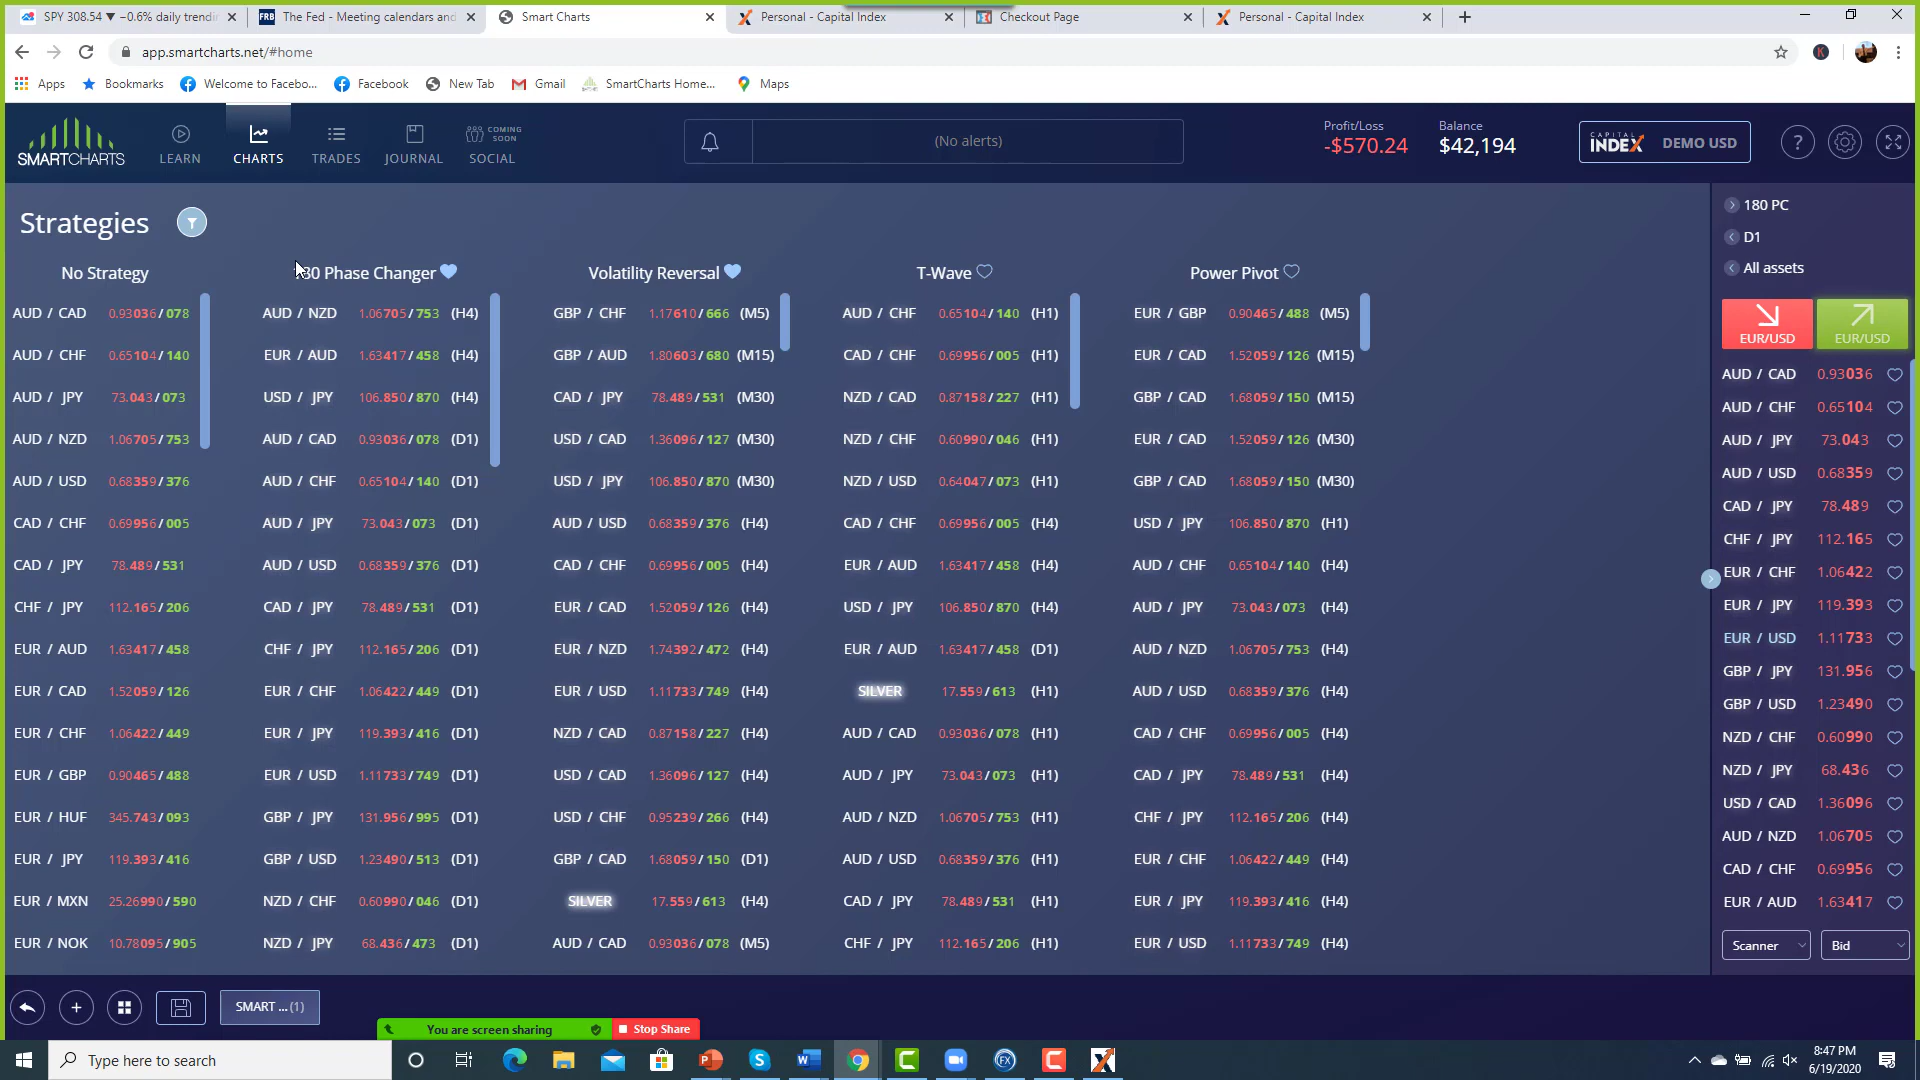 SPY 308.54 ▼ −0.6% daily trendi
The Fed - Meeting calendars and
Smart Charts
Personal - Capital Index
Checkout Page
Personal - Capital Index
app.smartcharts.net/#home
Apps
Bookmarks
Welcome to Facebo...
Facebook
New Tab
Gmail
SmartCharts Home...
Maps
SMARTCHARTS
LEARN
CHARTS
TRADES
JOURNAL
COMING SOON
SOCIAL
(No alerts)
Profit/Loss
-$570.24
Balance
$42,194
CAPITAL INDEX DEMO USD
Strategies
No Strategy
AUD / CAD 0.93036/078
AUD / CHF 0.65104/140
AUD / JPY 73.043/073
AUD / NZD 1.06705/753
AUD / USD 0.68359/376
CAD / CHF 0.69956/005
CAD / JPY 78.489/531
CHF / JPY 112.165/206
EUR / AUD 1.63417/458
EUR / CAD 1.52059/126
EUR / CHF 1.06422/449
EUR / GBP 0.90465/488
EUR / HUF 345.743/093
EUR / JPY 119.393/416
EUR / MXN 25.26990/590
EUR / NOK 10.78095/905
30 Phase Changer
AUD / NZD 1.06705/753 (H4)
EUR / AUD 1.63417/458 (H4)
USD / JPY 106.850/870 (H4)
AUD / CAD 0.93036/078 (D1)
AUD / CHF 0.65104/140 (D1)
AUD / JPY 73.043/073 (D1)
AUD / USD 0.68359/376 (D1)
CAD / JPY 78.489/531 (D1)
CHF / JPY 112.165/206 (D1)
EUR / CHF 1.06422/449 (D1)
EUR / JPY 119.393/416 (D1)
EUR / USD 1.11733/749 (D1)
GBP / JPY 131.956/995 (D1)
GBP / USD 1.23490/513 (D1)
NZD / CHF 0.60990/046 (D1)
NZD / JPY 68.436/473 (D1)
Volatility Reversal
GBP / CHF 1.17610/666 (M5)
GBP / AUD 1.80603/680 (M15)
CAD / JPY 78.489/531 (M30)
USD / CAD 1.36096/127 (M30)
USD / JPY 106.850/870 (M30)
AUD / USD 0.68359/376 (H4)
CAD / CHF 0.69956/005 (H4)
EUR / CAD 1.52059/126 (H4)
EUR / NZD 1.74392/472 (H4)
EUR / USD 1.11733/749 (H4)
NZD / CAD 0.87158/227 (H4)
USD / CAD 1.36096/127 (H4)
USD / CHF 0.95239/266 (H4)
GBP / CAD 1.68059/150 (D1)
SILVER 17.559/613 (H4)
AUD / CAD 0.93036/078 (M5)
T-Wave
AUD / CHF 0.65104/140 (H1)
CAD / CHF 0.69956/005 (H1)
NZD / CAD 0.87158/227 (H1)
NZD / CHF 0.60990/046 (H1)
NZD / USD 0.64047/073 (H1)
CAD / CHF 0.69956/005 (H4)
EUR / AUD 1.63417/458 (H4)
USD / JPY 106.850/870 (H4)
EUR / AUD 1.63417/458 (D1)
SILVER 17.559/613 (H1)
AUD / CAD 0.93036/078 (H1)
AUD / JPY 73.043/073 (H1)
AUD / NZD 1.06705/753 (H1)
AUD / USD 0.68359/376 (H1)
CAD / JPY 78.489/531 (H1)
CHF / JPY 112.165/206 (H1)
Power Pivot
EUR / GBP 0.90465/488 (M5)
EUR / CAD 1.52059/126 (M15)
GBP / CAD 1.68059/150 (M15)
EUR / CAD 1.52059/126 (M30)
GBP / CAD 1.68059/150 (M30)
USD / JPY 106.850/870 (H1)
AUD / CHF 0.65104/140 (H4)
AUD / JPY 73.043/073 (H4)
AUD / NZD 1.06705/753 (H4)
AUD / USD 0.68359/376 (H4)
CAD / CHF 0.69956/005 (H4)
CAD / JPY 78.489/531 (H4)
CHF / JPY 112.165/206 (H4)
EUR / CHF 1.06422/449 (H4)
EUR / JPY 119.393/416 (H4)
EUR / USD 1.11733/749 (H4)
180 PC
D1
All assets
EUR/USD
EUR/USD
AUD / CAD 0.93036
AUD / CHF 0.65104
AUD / JPY 73.043
AUD / USD 0.68359
CAD / JPY 78.489
CHF / JPY 112.165
EUR / CHF 1.06422
EUR / JPY 119.393
EUR / USD 1.11733
GBP / JPY 131.956
GBP / USD 1.23490
NZD / CHF 0.60990
NZD / JPY 68.436
USD / CAD 1.36096
AUD / NZD 1.06705
CAD / CHF 0.69956
EUR / AUD 1.63417
Scanner
Bid
SMART ... (1)
You are screen sharing
Stop Share
Type here to search
8:47 PM
6/19/2020